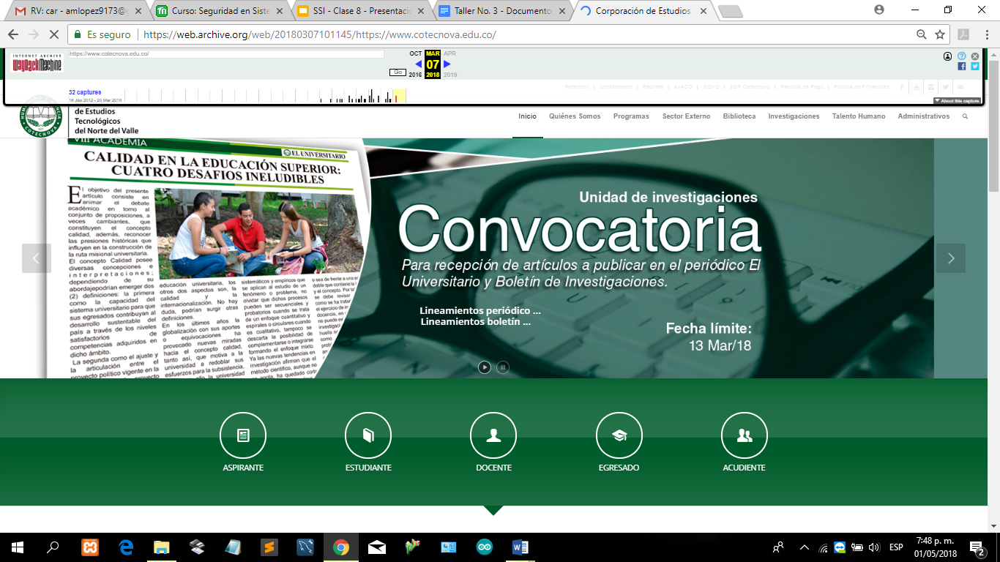 RV: car - amlopez9173@g
Curso: Seguridad en Siste
SSI - Clase 8 - Presentaci
Taller No. 3 - Documento
Corporación de Estudios
Es seguro
https://web.archive.org/web/20180307101145/https://www.cotecnova.edu.co/
INTERNET ARCHIVE
WayBackMachine
https://www.cotecnova.edu.co/
Go
OCT MAR APR
07
2016 2018 2019
32 captures
16 Jan 2012 - 20 Mar 2018
About this capture
Referidos
Contáctenos
Reúnete
AVACO
SIGYC
SQR Cotecnova
Recibos de Pago
Política de Privacidad
COTECNOVA
de Estudios
Tecnológicos
del Norte del Valle
Inicio
Quiénes Somos
Programas
Sector Externo
Biblioteca
Investigaciones
Talento Humano
Administrativos
VIII ACADEMIA
EL UNIVERSITARIO
CALIDAD EN LA EDUCACIÓN SUPERIOR:
CUATRO DESAFIOS INELUDIBLES
El objetivo del presente
artículo consiste en
animar el debate
académico en torno al
conjunto de proposiciones, a
veces cambiantes, que
constituyen el concepto
calidad, además, reconocer
las presiones históricas que
influyen en la construcción de
la ruta misional universitaria.
El concepto Calidad posee
diversas concepciones e
interpretaciones;
dependiendo de su
abordajepodrían emerger dos
(2) definiciones: la primera
como la capacidad del
sistema universitario para que
sus egresados contribuyan al
desarrollo sustentable del
país a través de los niveles
satisfactorios de
competencias adquiridos en
dicho ámbito.
La segunda como el ajuste y
la articulación entre el
proyecto político vigente en la
educación universitaria, los
otros dos aspectos son, la
calidad y la
internacionalización. No hay
duda, podrían surgir otras
definiciones.
En los últimos años la
globalización con sus aportes
o equivocaciones ha
provocado nuevas miradas
hacia el concepto calidad,
tanto así, que motiva a la
universidad a redoblar sus
esfuerzos para la subsistencia.
sistemáticos y empíricos que
se aplican al estudio de un
fenómeno o problema, no
olvidar que dichos procesos
pueden ser secuenciales y
probatorios cuando se trata
de un enfoque cuantitativo y
espirales o circulares cuando
es cualitativo, tampoco se
descarta la posibilidad de
complementarse o integrarse
formando el enfoque mixto.
Ya las nuevas tendencias en
investigación afirman que el
método científico, aunque no
Unidad de investigaciones
Convocatoria
Para recepción de artículos a publicar en el periódico El
Universitario y Boletín de Investigaciones.
Lineamientos periódico ...
Lineamientos boletín ...
Fecha límite:
13 Mar/18
ASPIRANTE
ESTUDIANTE
DOCENTE
EGRESADO
ACUDIENTE
ESP
7:48 p. m.
01/05/2018
2